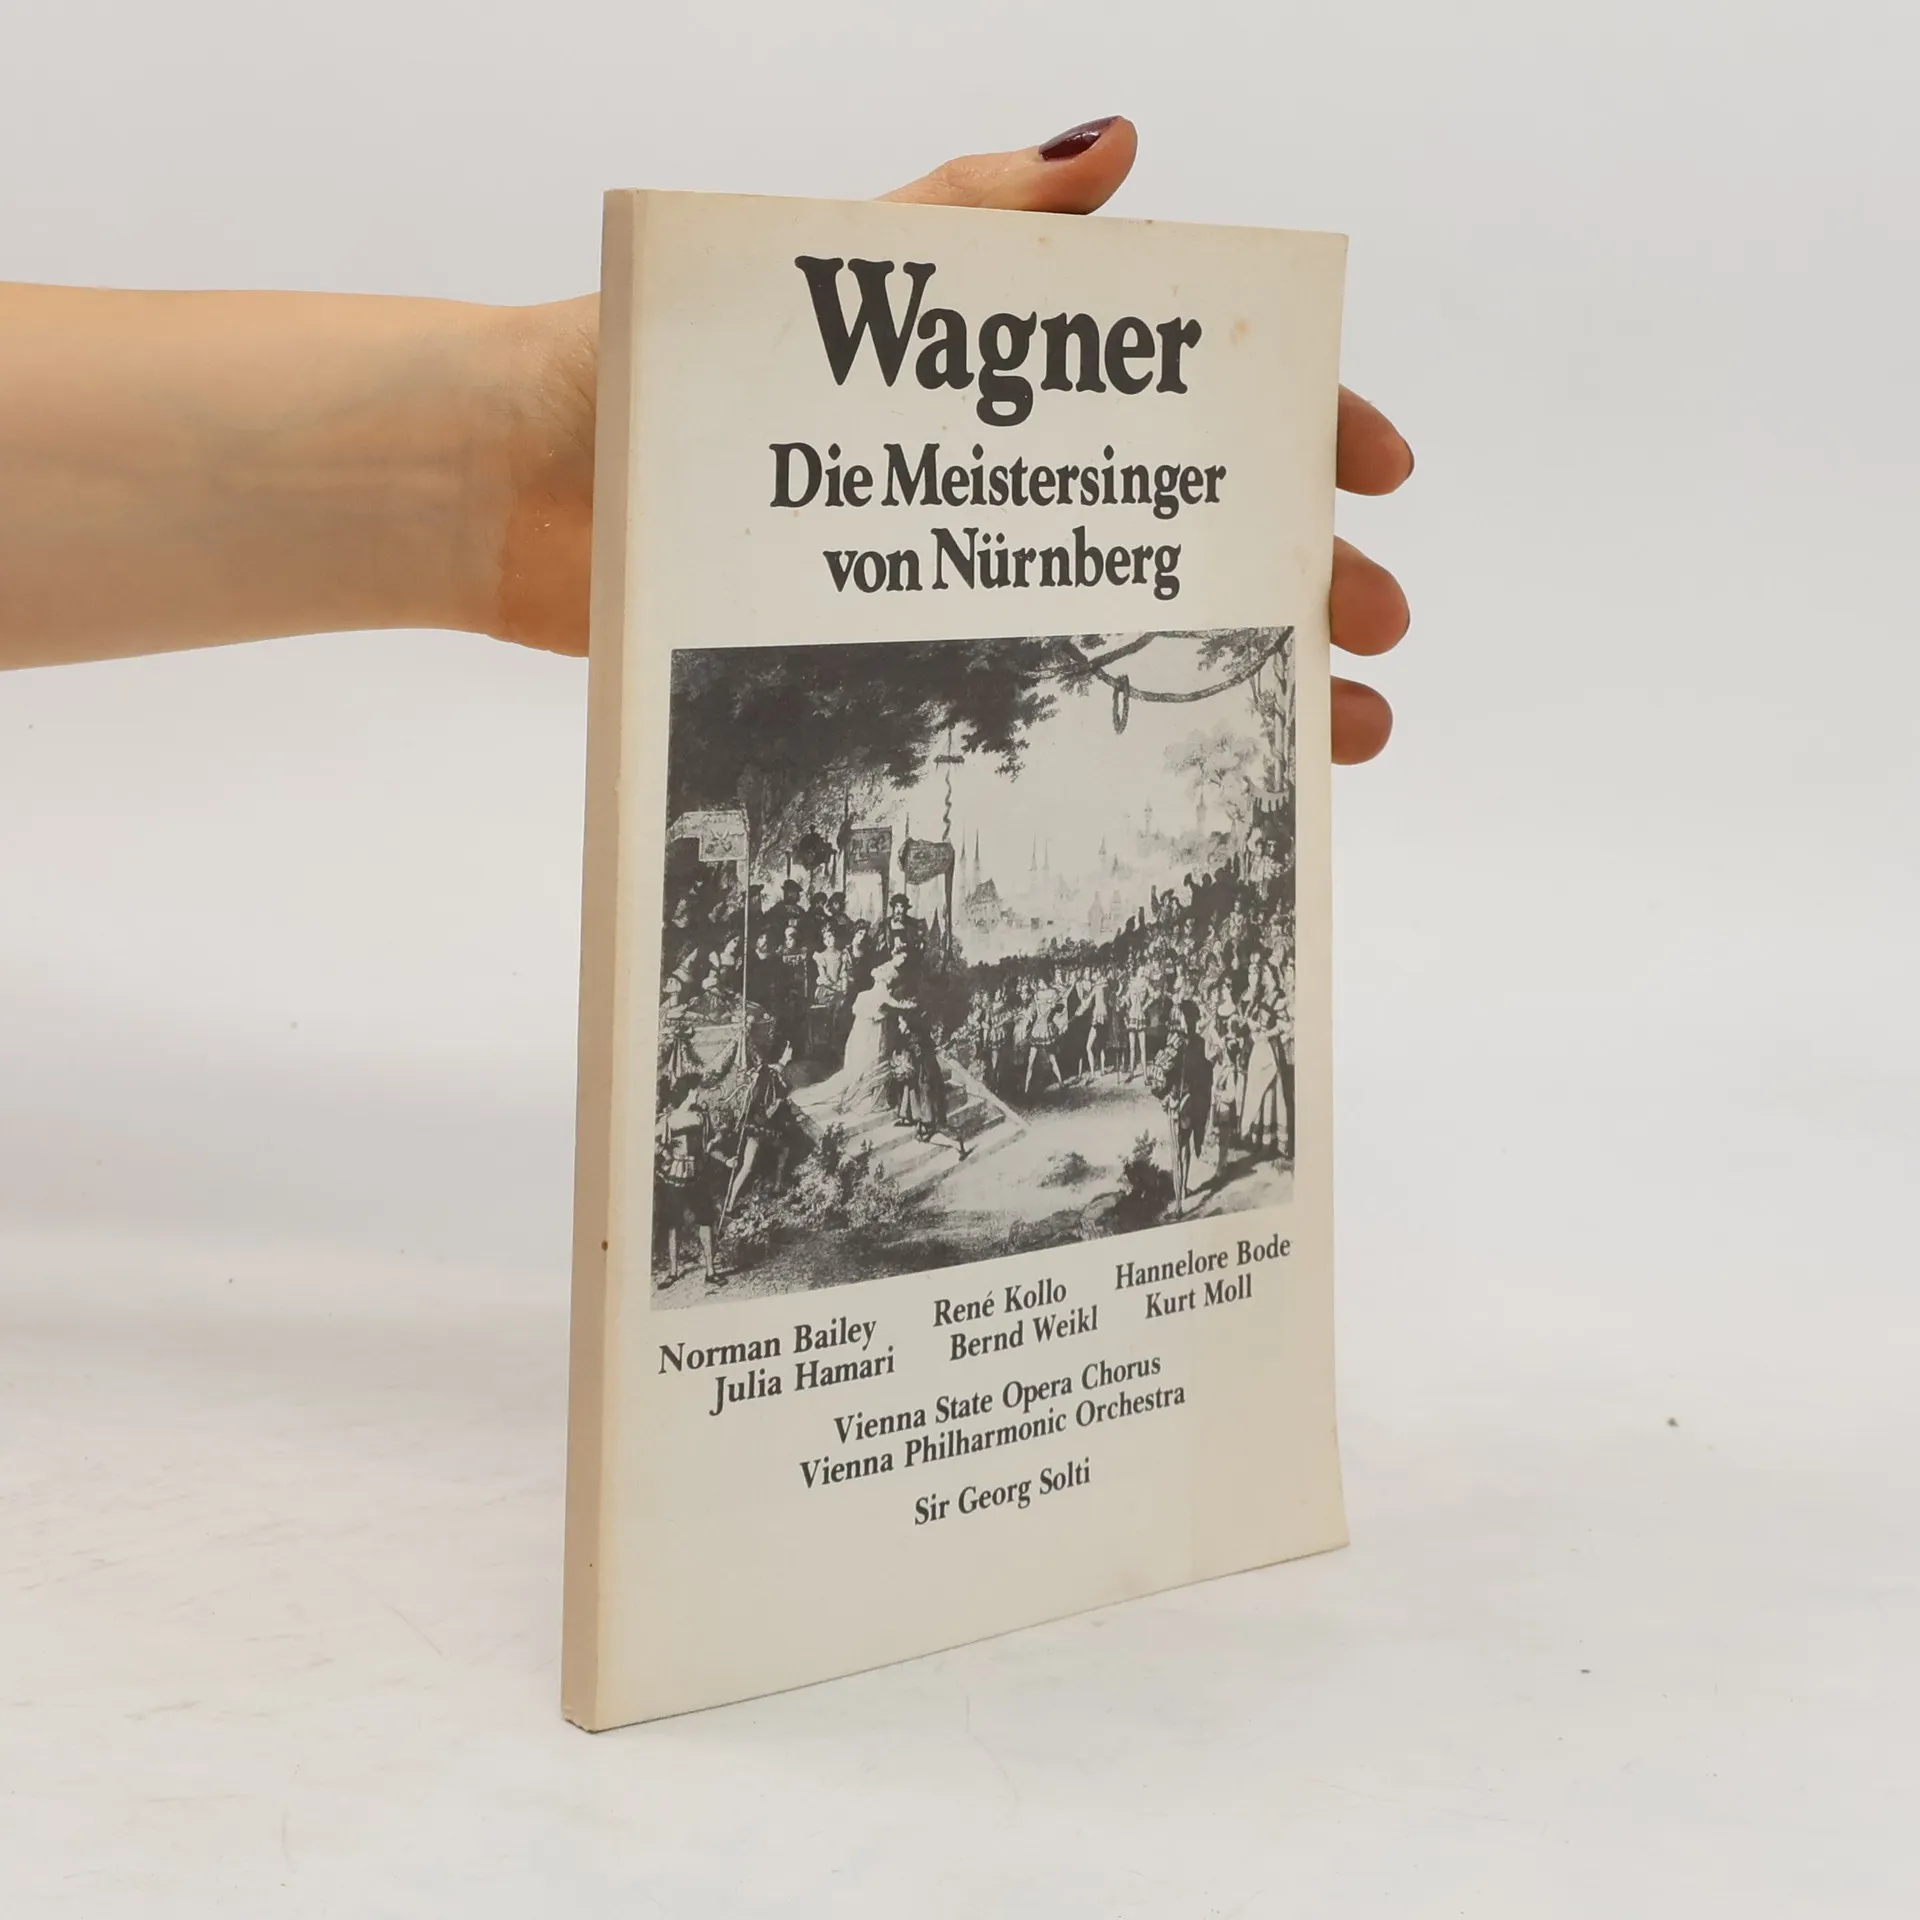 Wagner
Die Meistersinger
von Nürnberg
Norman Bailey René Kollo Hannelore Bode
Julia Hamari Bernd Weikl Kurt Moll
Vienna State Opera Chorus
Vienna Philharmonic Orchestra
Sir Georg Solti